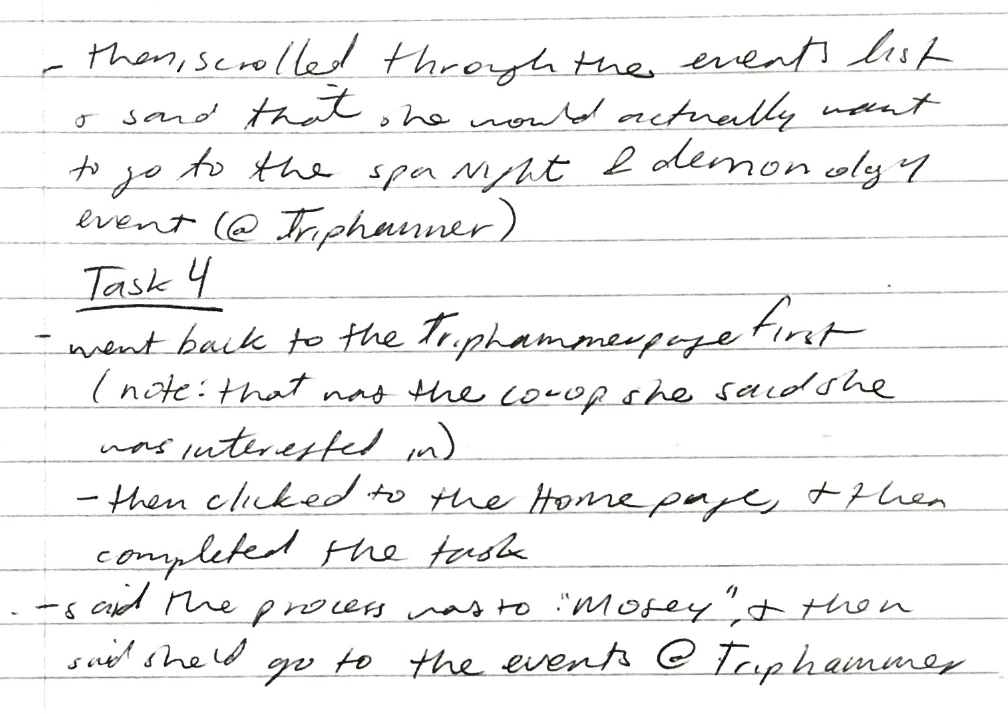 - then, scrolled through the events list
& said that she would actually want
to go to the spa Night & demonology
event (@ Triphammer)
Task 4
- went back to the Triphammer page first
(note: that was the co-op she said she
was interested in)
- then clicked to the Home page, & then
completed the task
- said the process was to "Mosey", & then
said she'd go to the events @ Triphammer